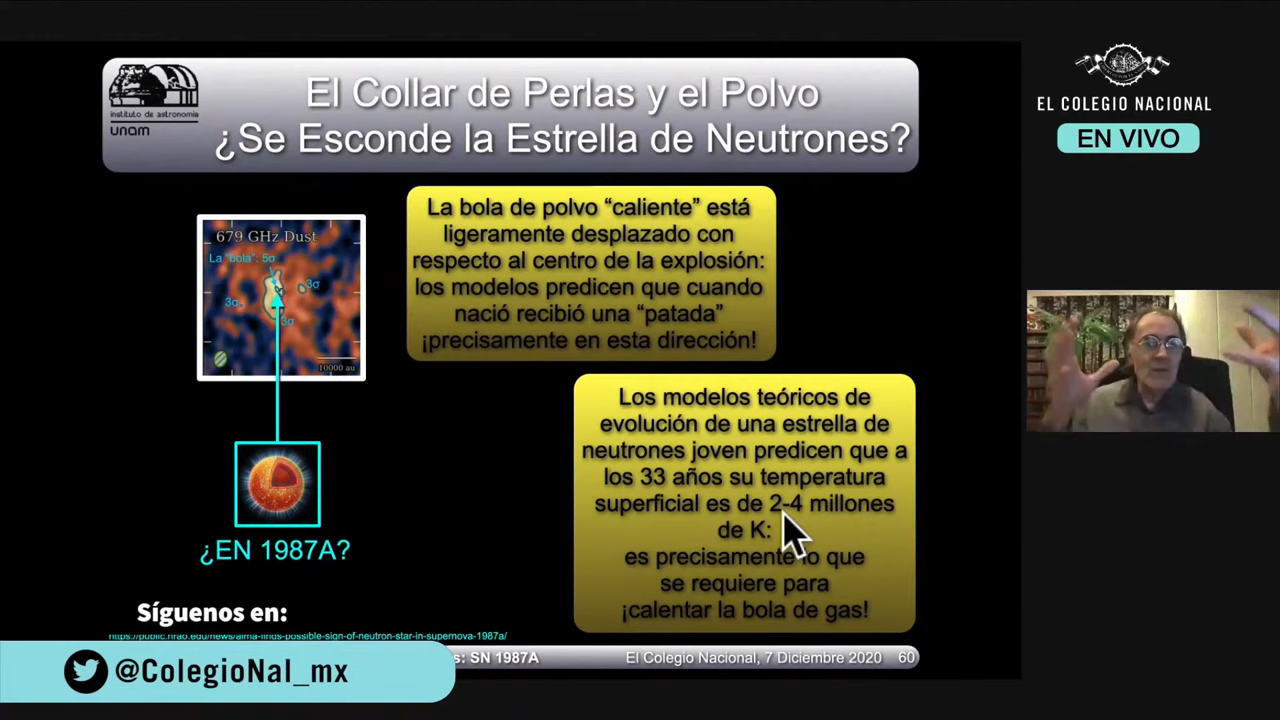 El Collar de Perlas y el Polvo
¿Se Esconde la Estrella de Neutrones?
instituto de astronomía
unam
EL COLEGIO NACIONAL
EN VIVO
679 GHz Dust
La “bola”: 5σ
3σ
3σ
3σ
10000 au
La bola de polvo “caliente” está
ligeramente desplazado con
respecto al centro de la explosión:
los modelos predicen que cuando
nació recibió una “patada”
¡precisamente en esta dirección!
Los modelos teóricos de
evolución de una estrella de
neutrones joven predicen que a
los 33 años su temperatura
superficial es de 2-4 millones
de K:
es precisamente lo que
se requiere para
¡calentar la bola de gas!
¿EN 1987A?
Síguenos en:
https://public.nrao.edu/news/alma-finds-possible-sign-of-neutron-star-in-supernova-1987a/
@ColegioNal_mx
: SN 1987A
El Colegio Nacional, 7 Diciembre 2020 60